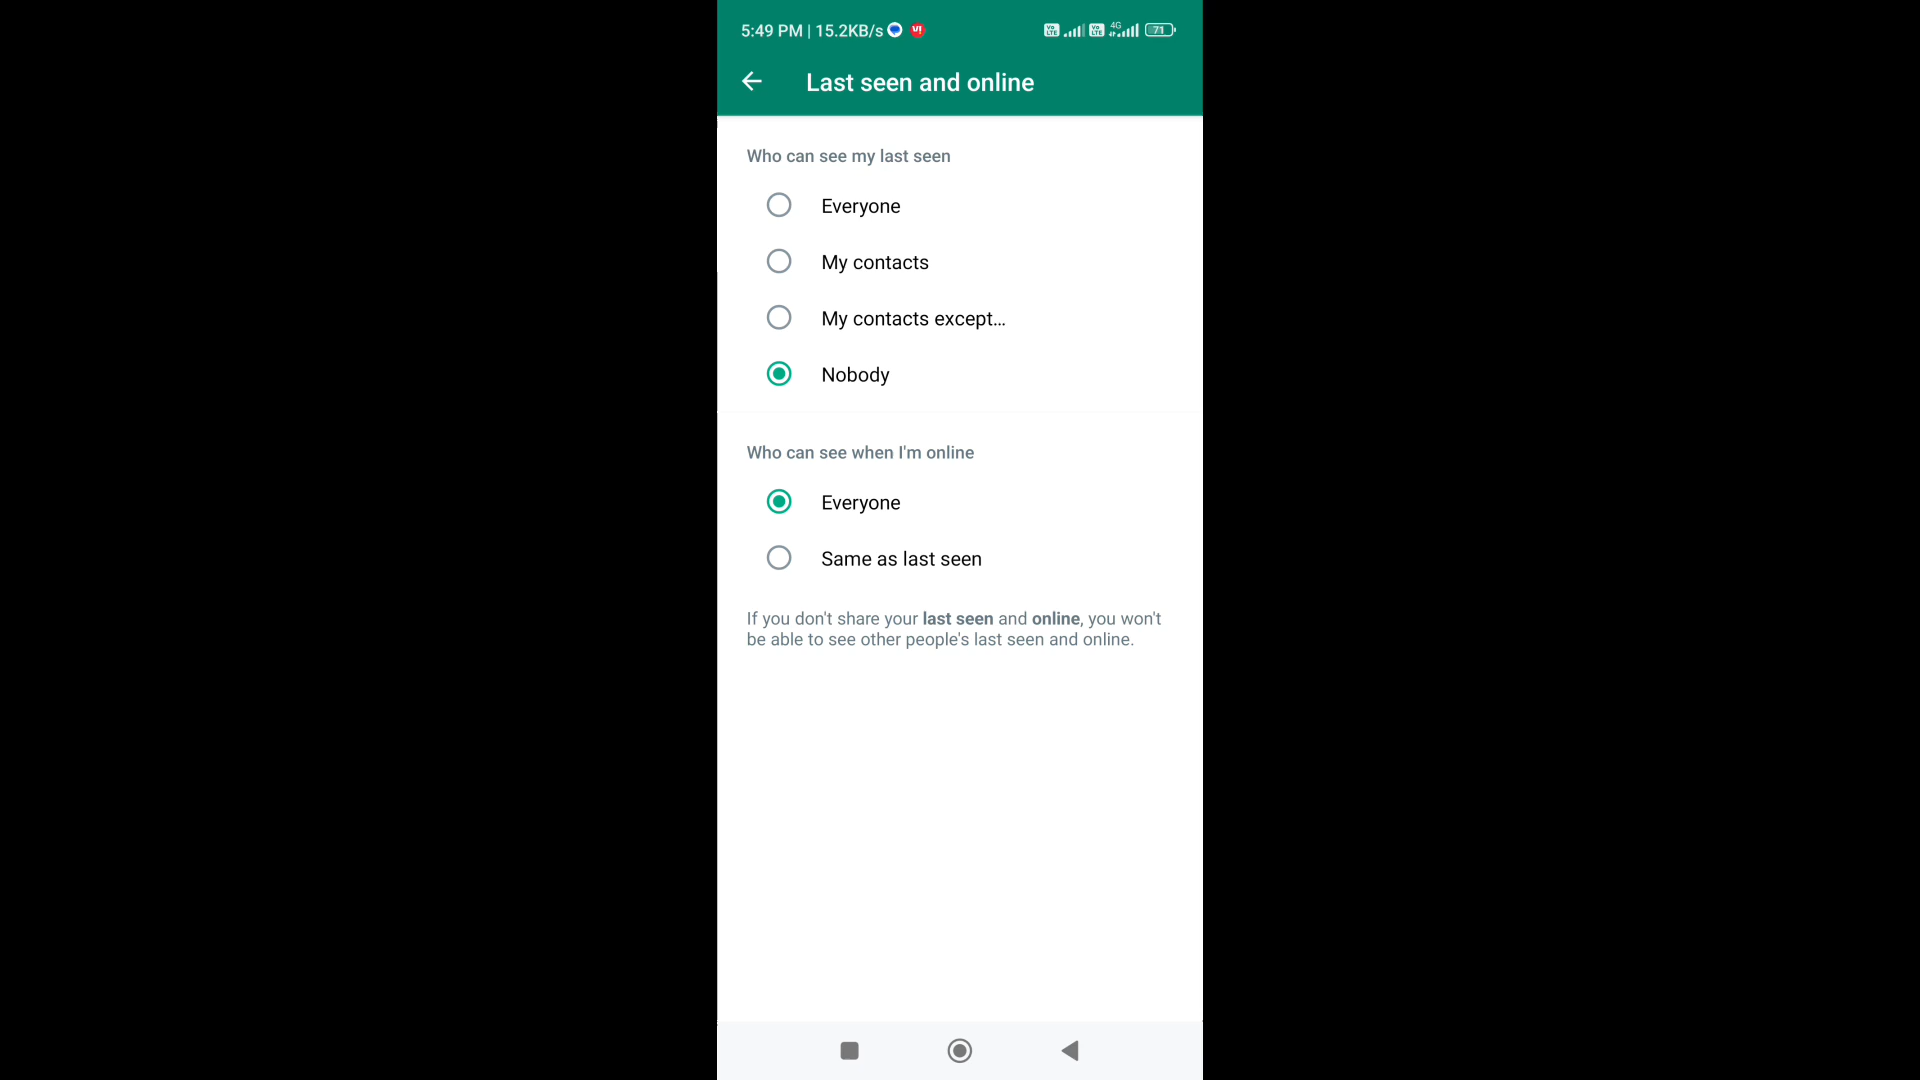 5:49 PM | 15.2KB/s
4G
71
Last seen and online
Who can see my last seen
Everyone
My contacts
My contacts except...
Nobody
Who can see when I'm online
Everyone
Same as last seen
If you don't share your last seen and online, you won't
be able to see other people's last seen and online.